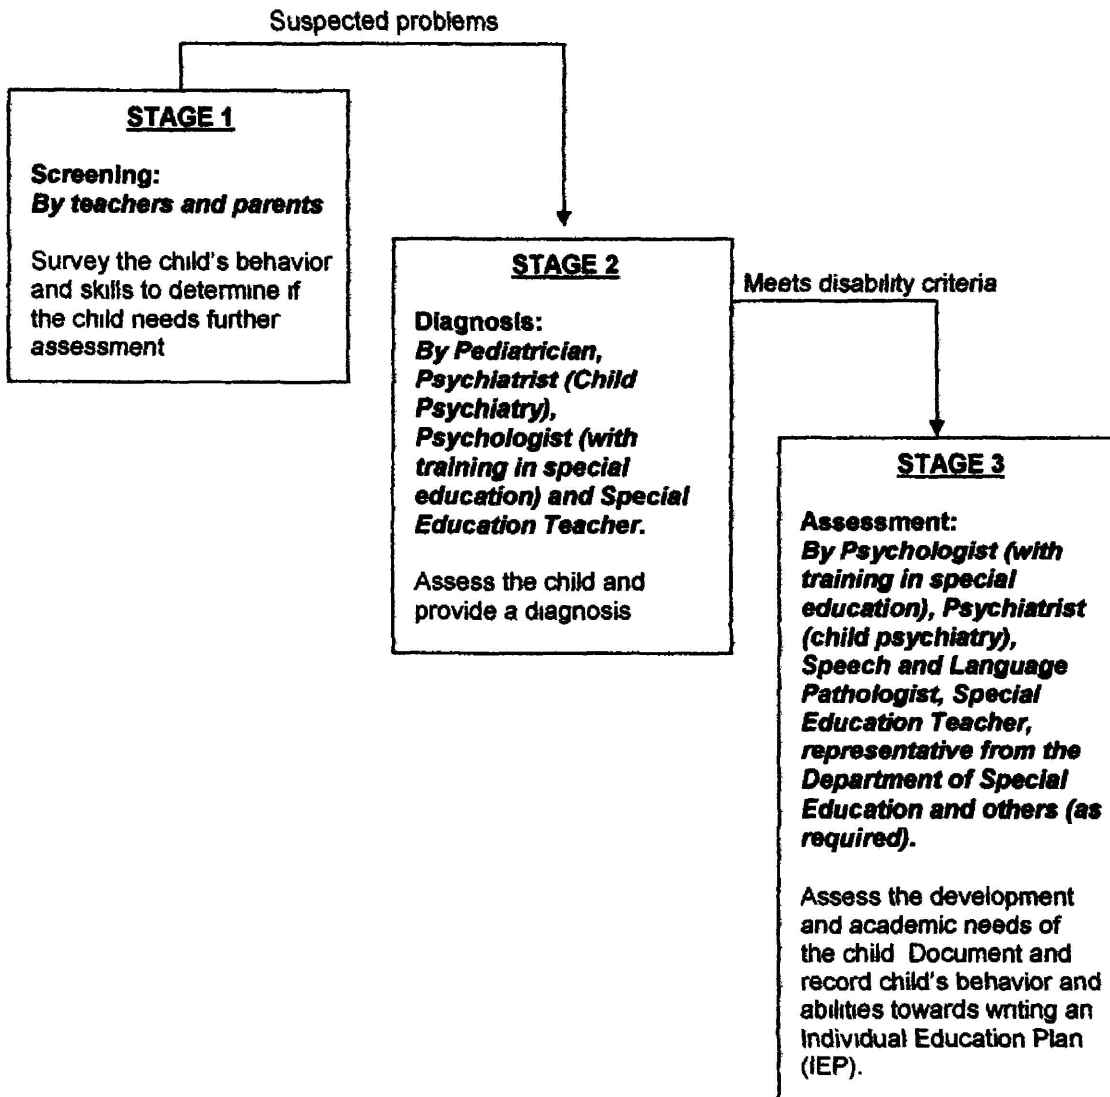 Suspected problems
STAGE 1
Screening:
By teachers and parents
Survey the child's behavior
and skills to determine if
the child needs further
assessment
STAGE 2
Diagnosis:
By Pediatrician,
Psychiatrist (Child
Psychiatry),
Psychologist (with
training in special
education) and Special
Education Teacher.
Assess the child and
provide a diagnosis
Meets disability criteria
STAGE 3
Assessment:
By Psychologist (with
training in special
education), Psychiatrist
(child psychiatry),
Speech and Language
Pathologist, Special
Education Teacher,
representative from the
Department of Special
Education and others (as
required).
Assess the development
and academic needs of
the child Document and
record child's behavior and
abilities towards writing an
Individual Education Plan
(IEP).